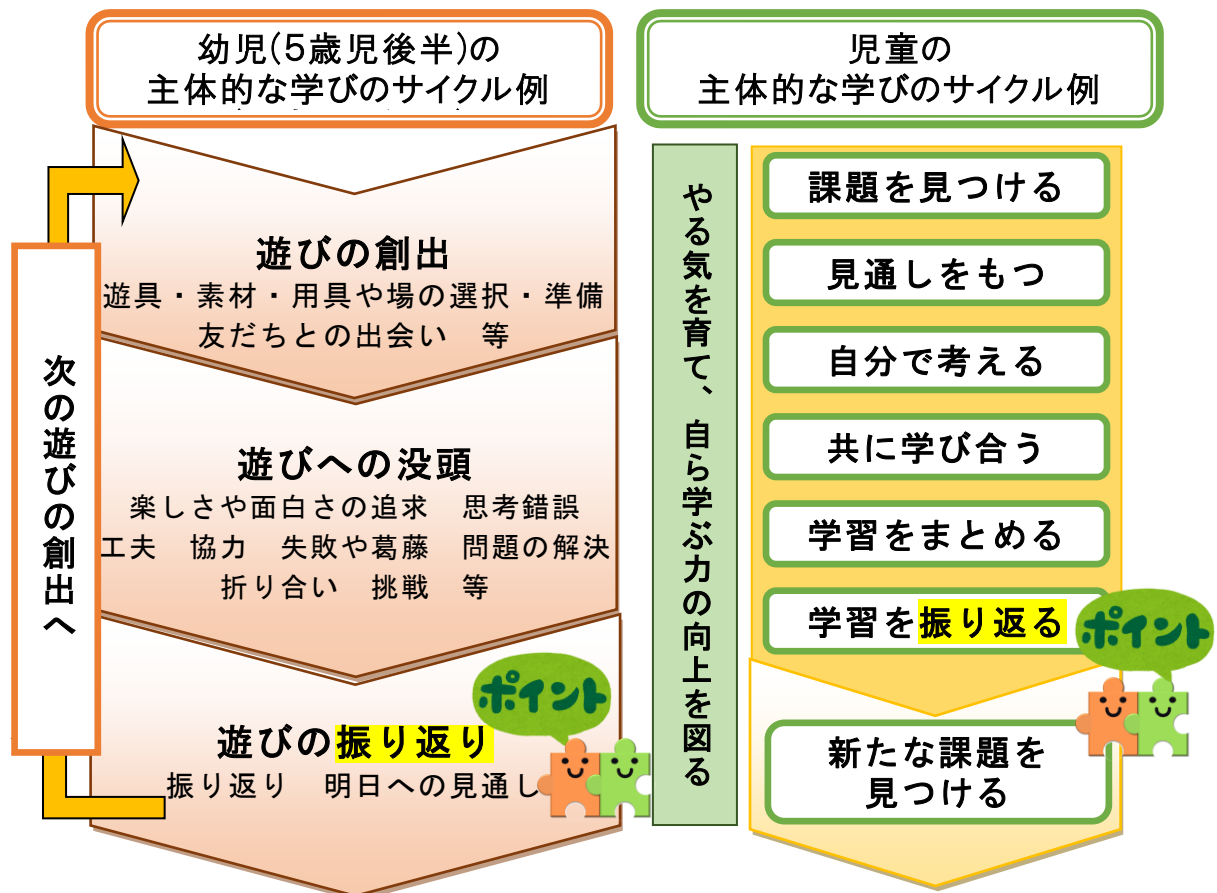 幼児(5歳児後半)の
主体的な学びのサイクル例
遊びの創出
遊具・素材・用具や場の選択・準備
友だちとの出会い　等
遊びへの没頭
楽しさや面白さの追求　思考錯誤
工夫　協力　失敗や葛藤　問題の解決
折り合い　挑戦　等
遊びの振り返り
振り返り　明日への見通し
ポイント
次の遊びの創出へ
児童の
主体的な学びのサイクル例
やる気を育て、自ら学ぶ力の向上を図る
課題を見つける
見通しをもつ
自分で考える
共に学び合う
学習をまとめる
学習を振り返る
ポイント
新たな課題を
見つける